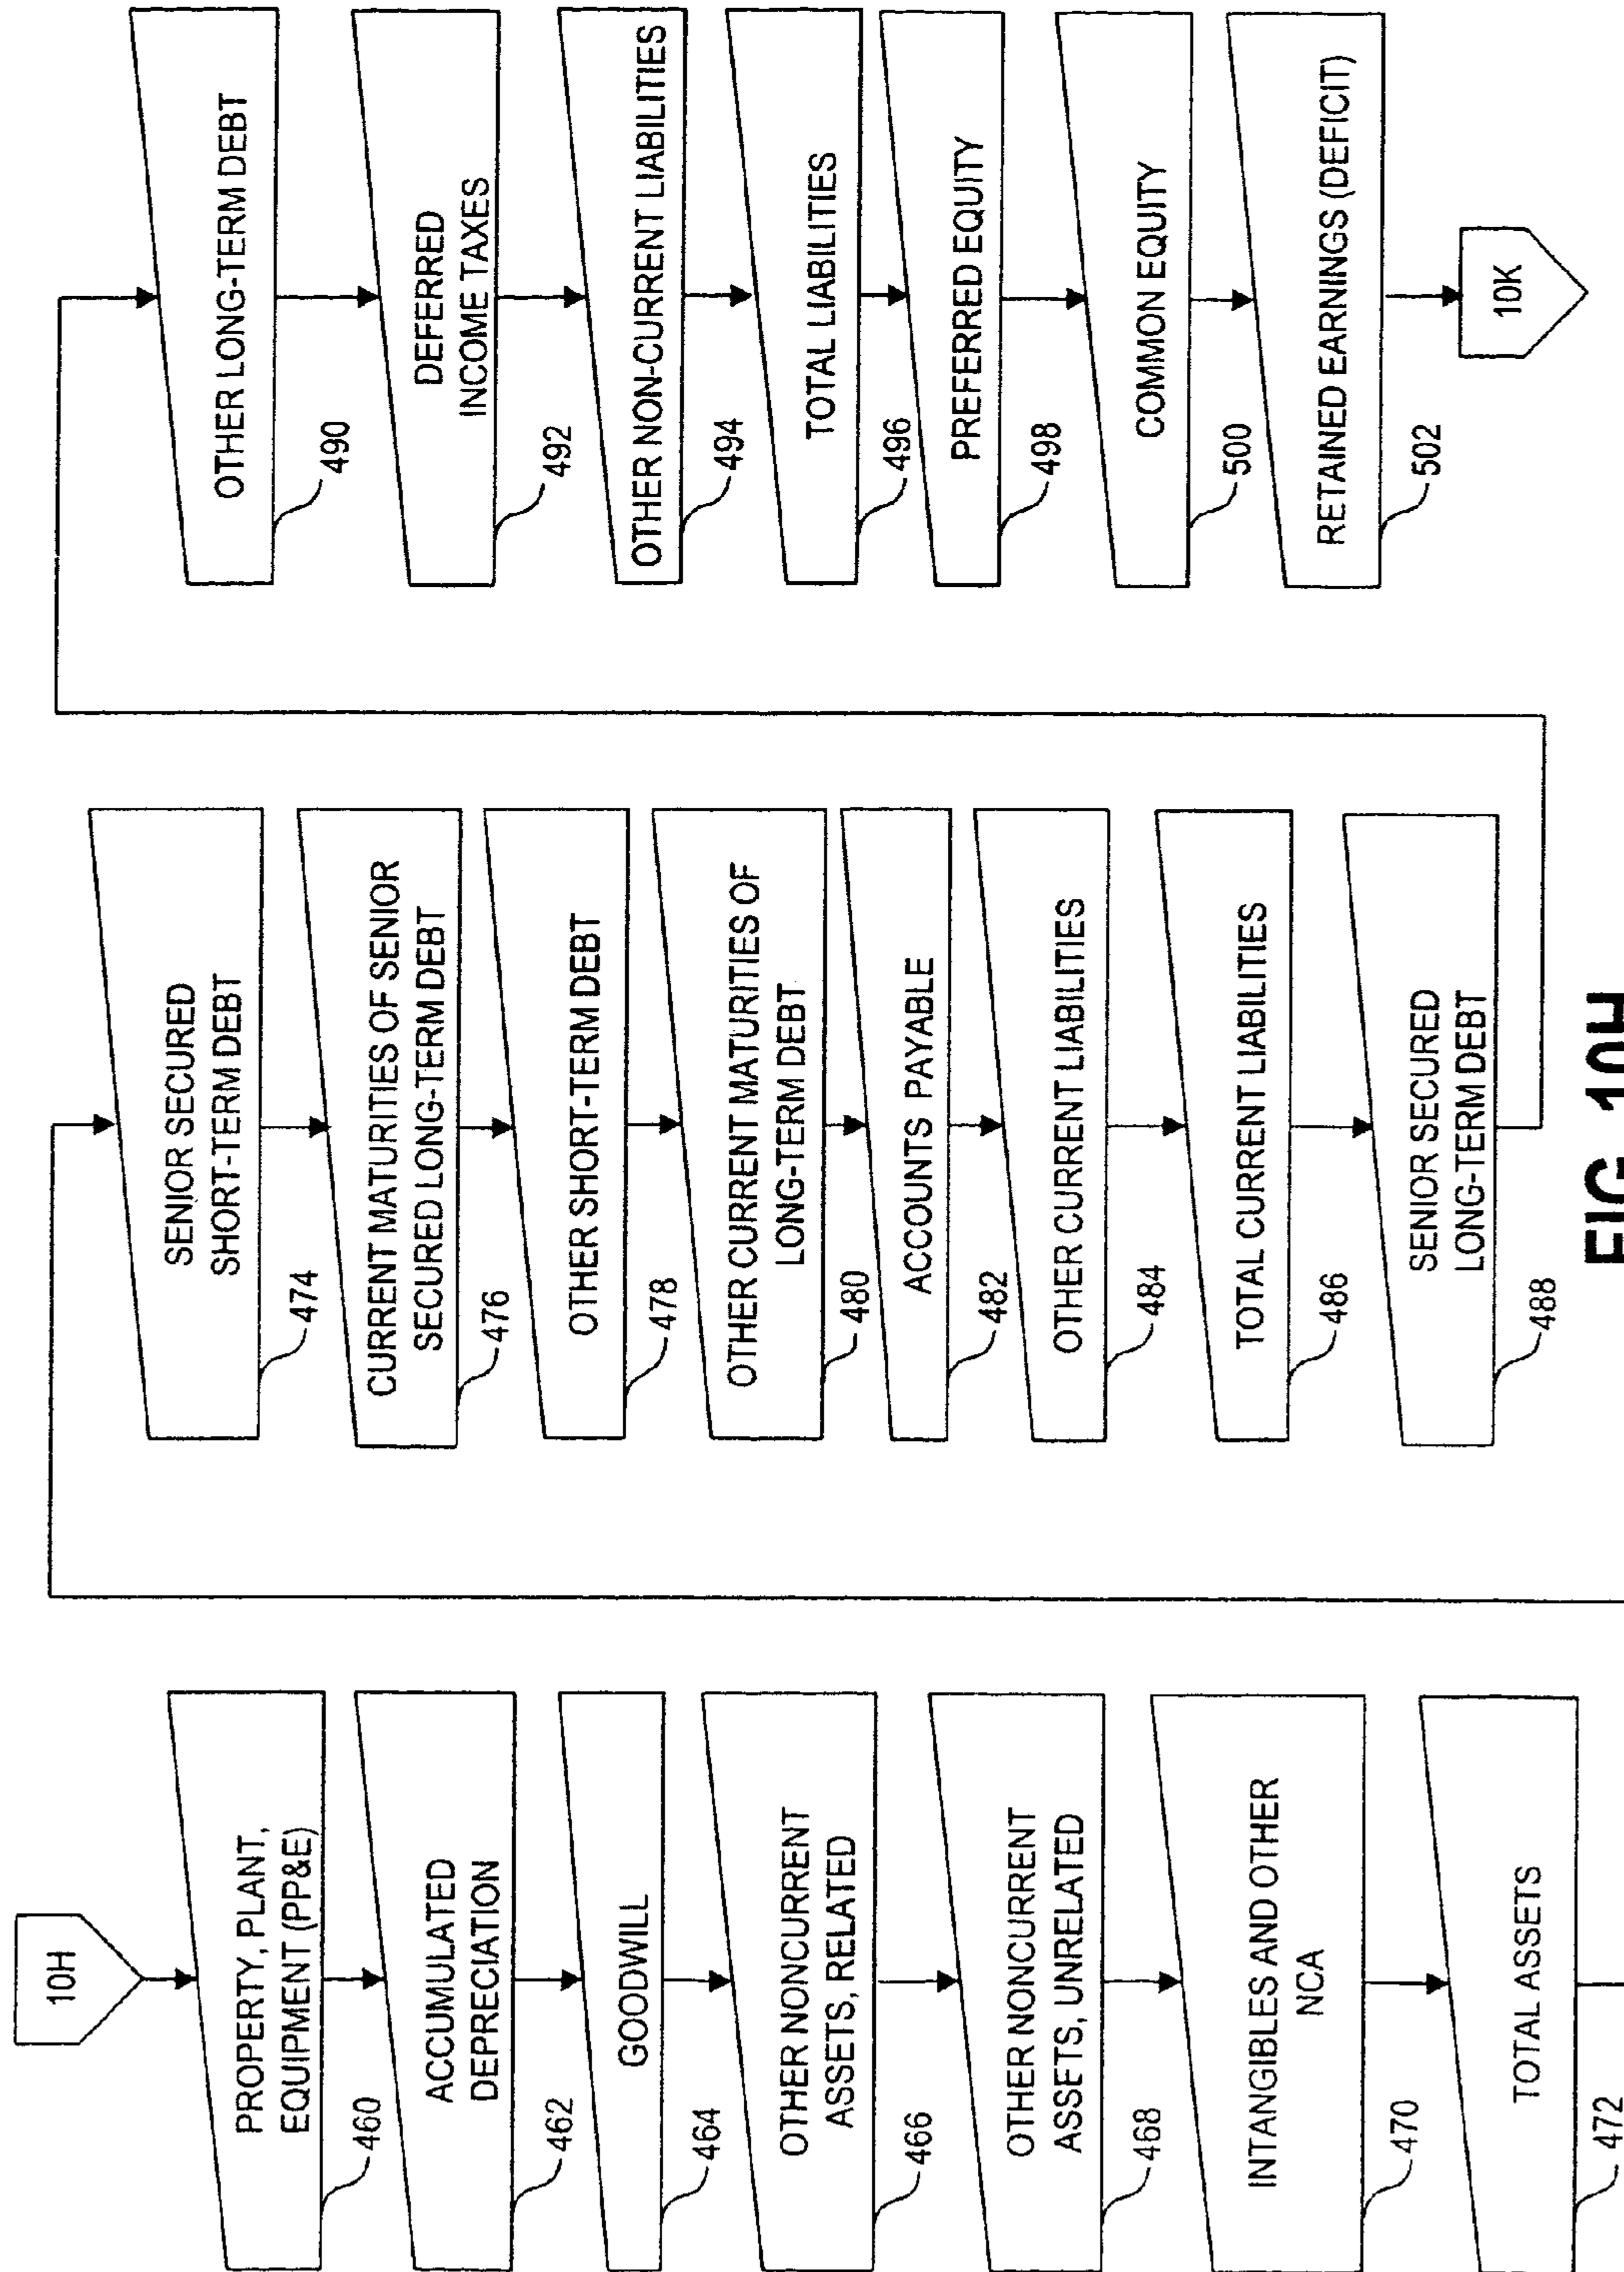 10H
PROPERTY, PLANT,
EQUIPMENT (PP&E)
460
ACCUMULATED
DEPRECIATION
462
GOODWILL
464
OTHER NONCURRENT
ASSETS, RELATED
466
OTHER NONCURRENT
ASSETS, UNRELATED
468
INTANGIBLES AND OTHER
NCA
470
TOTAL ASSETS
472
SENIOR SECURED
SHORT-TERM DEBT
474
CURRENT MATURITIES OF SENIOR
SECURED LONG-TERM DEBT
476
OTHER SHORT-TERM DEBT
478
OTHER CURRENT MATURITIES OF
LONG-TERM DEBT
480
ACCOUNTS PAYABLE
482
OTHER CURRENT LIABILITIES
484
TOTAL CURRENT LIABILITIES
486
SENIOR SECURED
LONG-TERM DEBT
488
OTHER LONG-TERM DEBT
490
DEFERRED
INCOME TAXES
492
OTHER NON-CURRENT LIABILITIES
494
TOTAL LIABILITIES
496
PREFERRED EQUITY
498
COMMON EQUITY
500
RETAINED EARNINGS (DEFICIT)
502
10K
FIG 10H